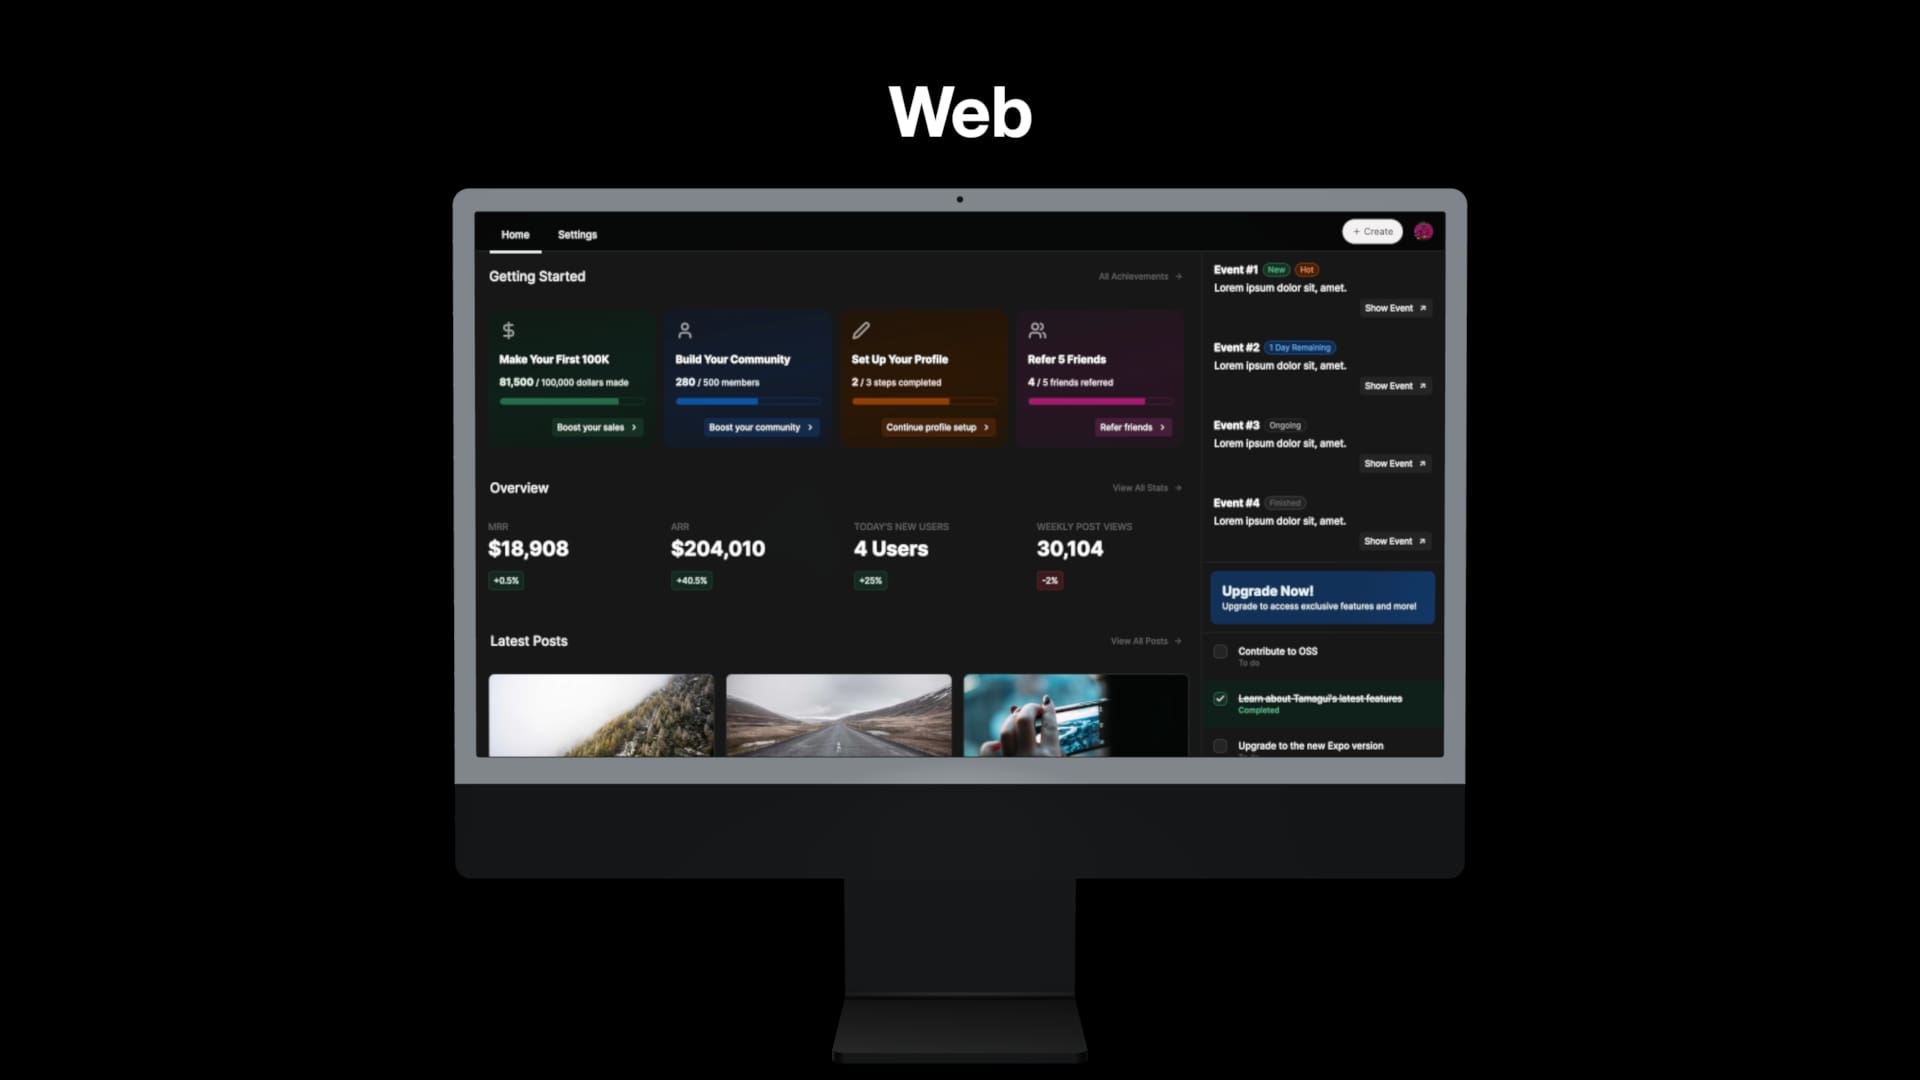 Web
Home
Settings
+ Create
Getting Started
All Achievements
Make Your First 100K
81,500 / 100,000 dollars made
Boost your sales
Build Your Community
280 / 500 members
Boost your community
Set Up Your Profile
2 / 3 steps completed
Continue profile setup
Refer 5 Friends
4 / 5 friends referred
Refer friends
Overview
View All Stats
MRR
$18,908
+0.5%
ARR
$204,010
+40.5%
TODAY'S NEW USERS
4 Users
+25%
WEEKLY POST VIEWS
30,104
-2%
Latest Posts
View All Posts
Event #1 New Hot
Lorem ipsum dolor sit, amet.
Show Event
Event #2 1 Day Remaining
Lorem ipsum dolor sit, amet.
Show Event
Event #3 Ongoing
Lorem ipsum dolor sit, amet.
Show Event
Event #4 Finished
Lorem ipsum dolor sit, amet.
Show Event
Upgrade Now!
Upgrade to access exclusive features and more!
Contribute to OSS
To do
Learn about Tamagui's latest features
Completed
Upgrade to the new Expo version